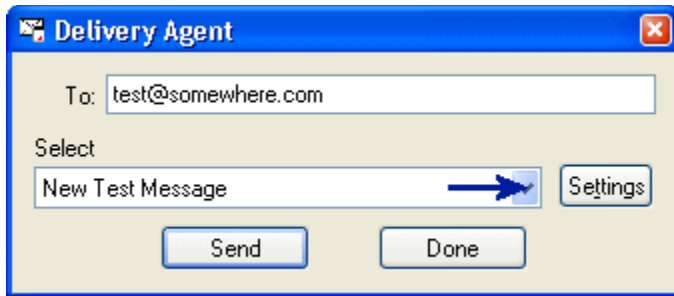 Delivery Agent
To: test@somewhere.com
Select
New Test Message Settings
Send Done